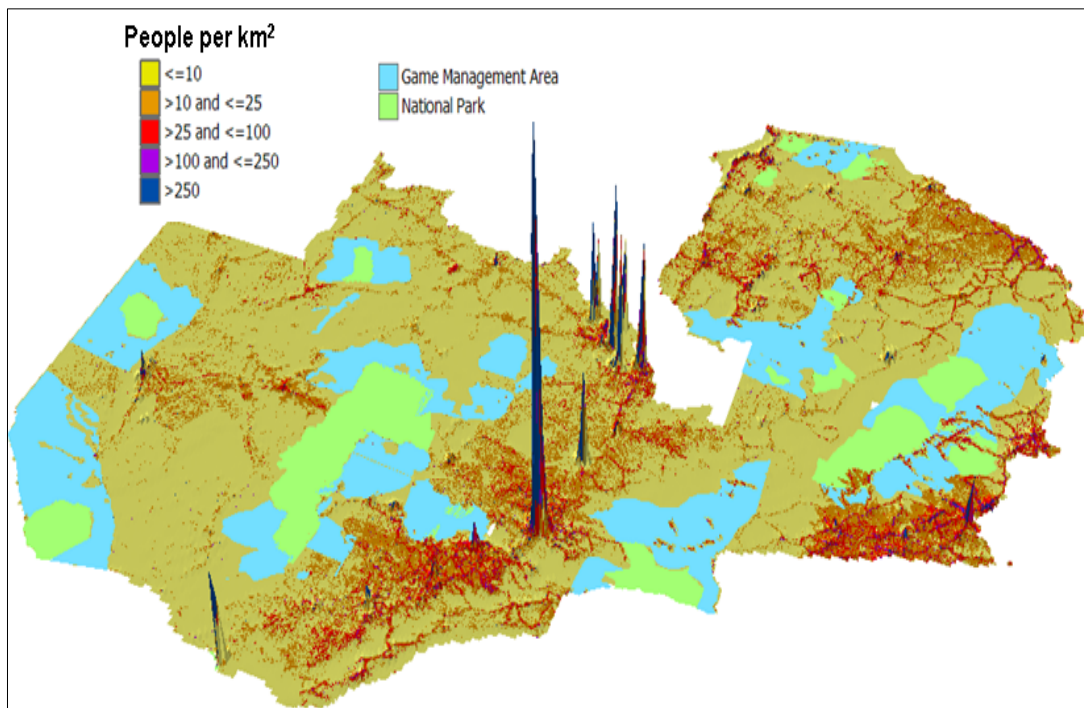 People per km²
<=10
>10 and <=25
>25 and <=100
>100 and <=250
>250
Game Management Area
National Park